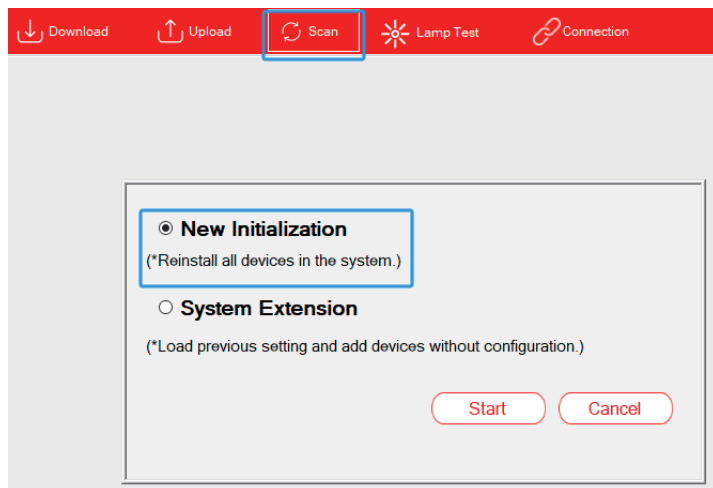 Download Upload Scan Lamp Test Connection
New Initialization
(*Reinstall all devices in the system.)
System Extension
(*Load previous setting and add devices without configuration.)
Start Cancel